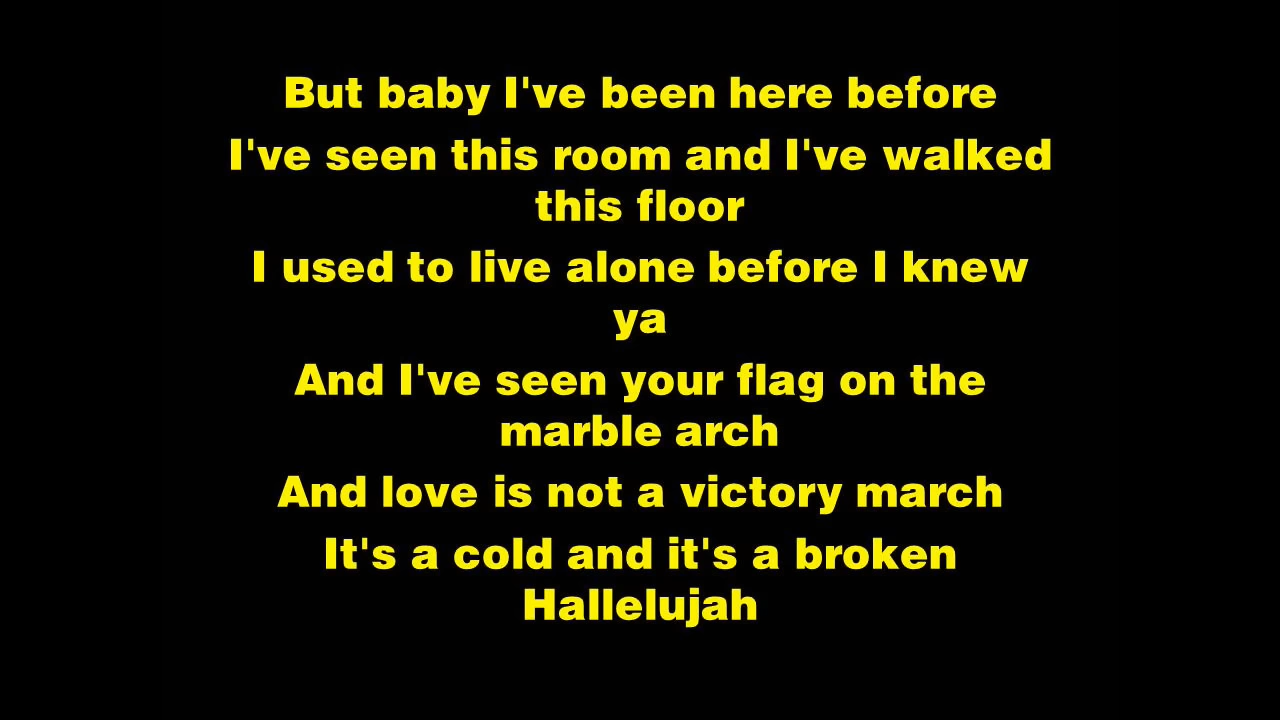 But baby I've been here before
I've seen this room and I've walked
this floor
I used to live alone before I knew
ya
And I've seen your flag on the
marble arch
And love is not a victory march
It's a cold and it's a broken
Hallelujah